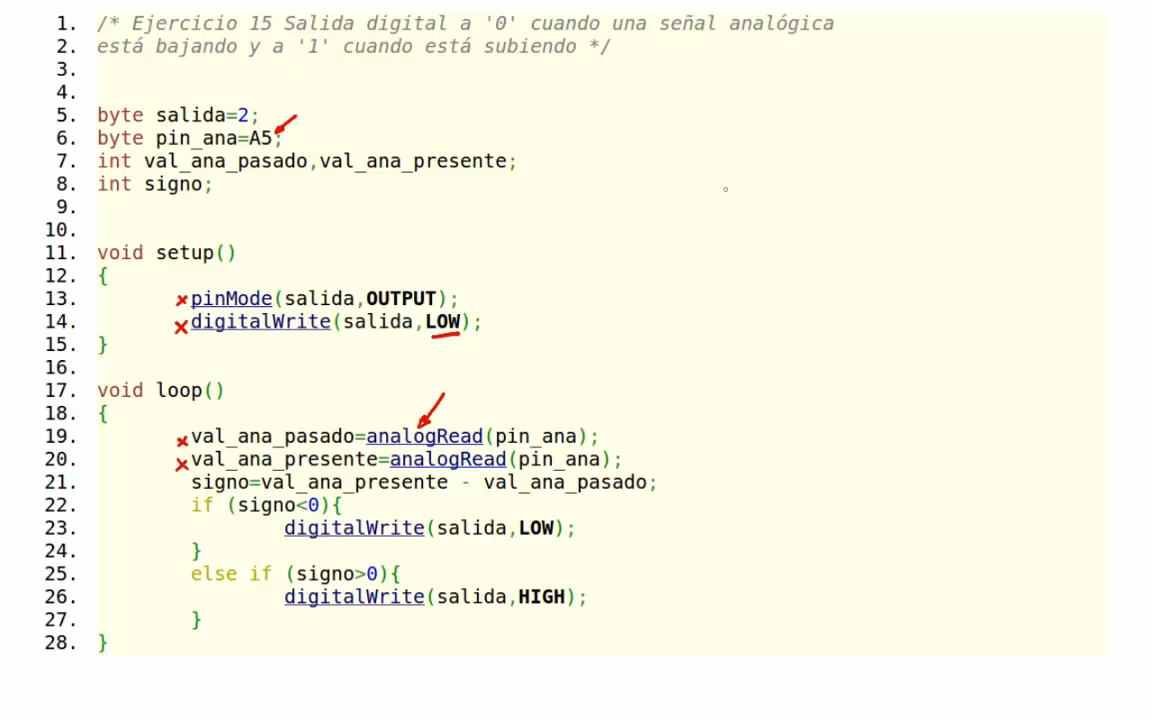 1. /* Ejercicio 15 Salida digital a '0' cuando una señal analógica
2. está bajando y a '1' cuando está subiendo */
3.
4.
5. byte salida=2;
6. byte pin_ana=A5;
7. int val_ana_pasado,val_ana_presente;
8. int signo;
9.
10.
11. void setup()
12. {
13. pinMode(salida,OUTPUT);
14. digitalWrite(salida,LOW);
15. }
16.
17. void loop()
18. {
19. val_ana_pasado=analogRead(pin_ana);
20. val_ana_presente=analogRead(pin_ana);
21. signo=val_ana_presente - val_ana_pasado;
22. if (signo<0){
23. digitalWrite(salida,LOW);
24. }
25. else if (signo>0){
26. digitalWrite(salida,HIGH);
27. }
28. }